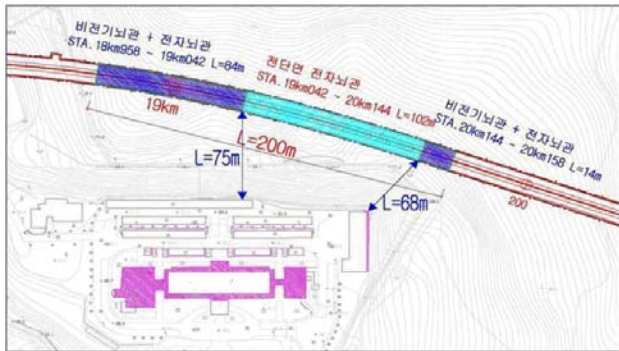 비전기뇌관 + 전자뇌관
STA.18km958 ~ 19km042 L=84m
전단면 전자뇌관
STA.19km042 ~ 20km144 L=102m
비전기뇌관 + 전자뇌관
STA.20km144 ~ 20km158 L=14m
19km
L=200m
L=75m
L=68m
200